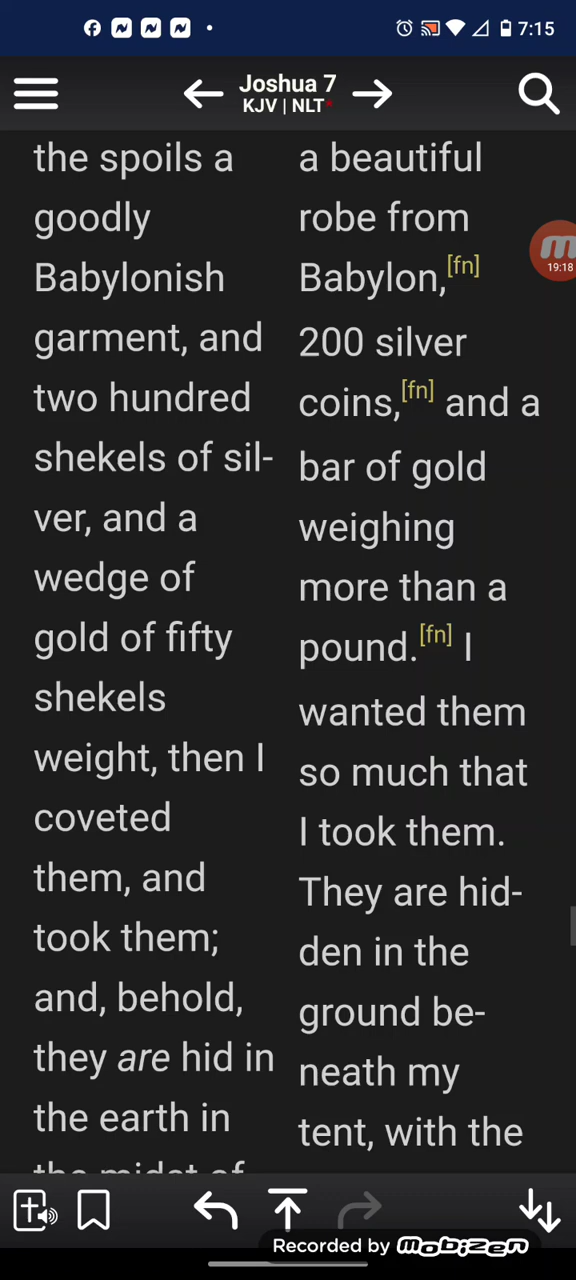 7:15
Joshua 7
KJV | NLT*
the spoils a
goodly
Babylonish
garment, and
two hundred
shekels of sil-
ver, and a
wedge of
gold of fifty
shekels
weight, then I
coveted
them, and
took them;
and, behold,
they are hid in
the earth in
the midst of
a beautiful
robe from
Babylon,[fn]
200 silver
coins,[fn] and a
bar of gold
weighing
more than a
pound.[fn] I
wanted them
so much that
I took them.
They are hid-
den in the
ground be-
neath my
tent, with the
m
19:18
Recorded by mobizen